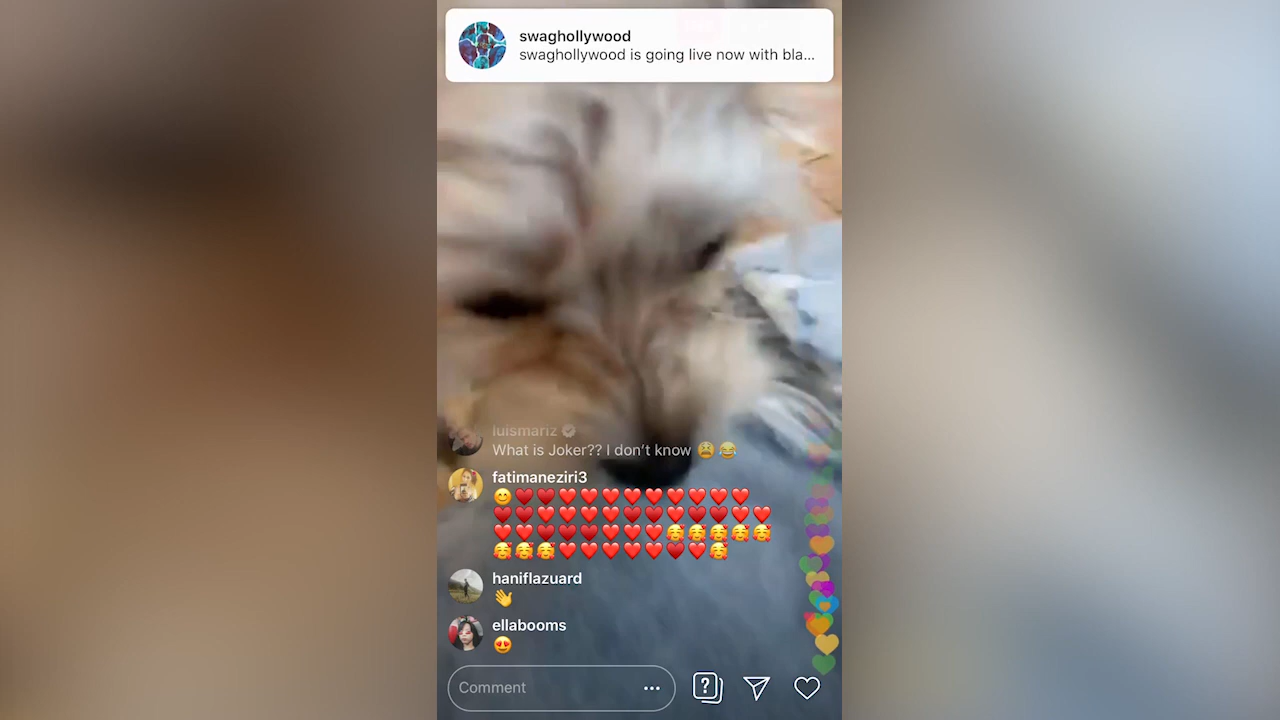 swaghollywood
swaghollywood is going live now with bla...
luismariz
What is Joker?? I don't know 😫😂
fatimaneziri3
😊❤️❤️❤️❤️❤️❤️❤️❤️❤️❤️❤️
❤️❤️❤️❤️❤️❤️❤️❤️❤️❤️❤️❤️❤️
❤️❤️❤️❤️❤️❤️❤️❤️🥰🥰🥰🥰🥰
🥰🥰🥰❤️❤️❤️❤️❤️❤️❤️🥰
haniflazuard
👋
ellabooms
😍
Comment